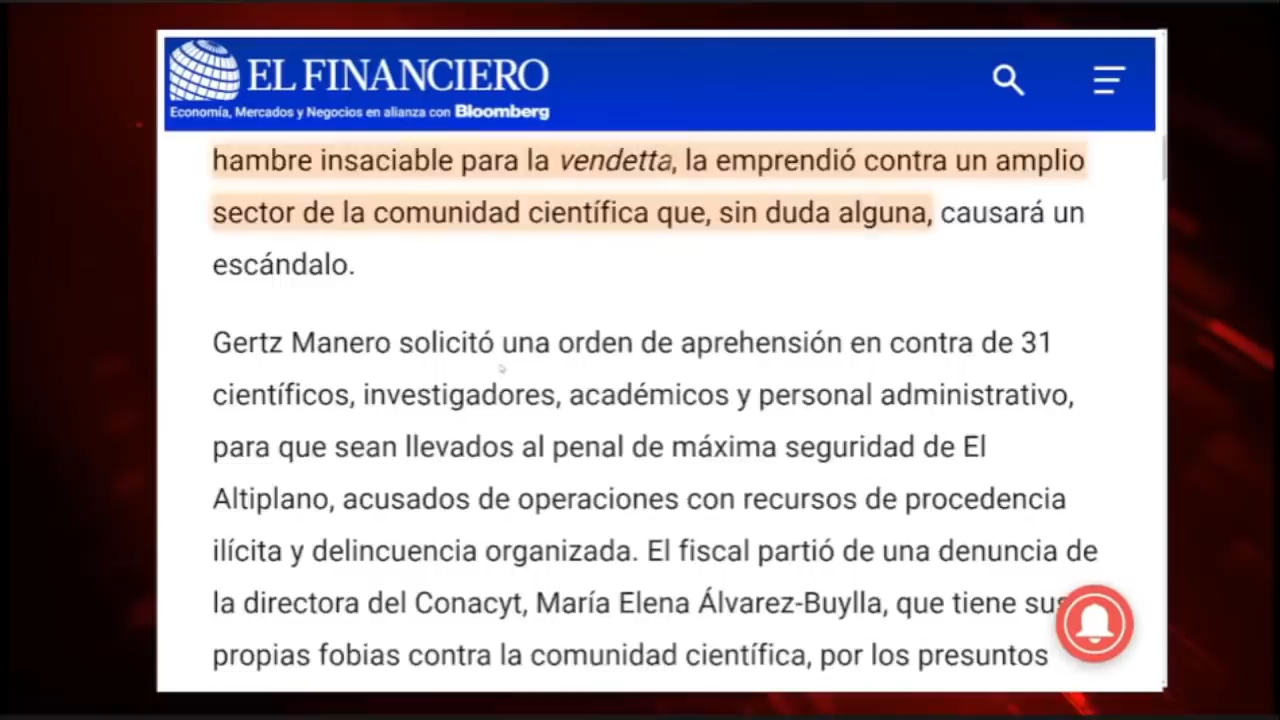 EL FINANCIERO
Economía, Mercados y Negocios en alianza con Bloomberg
hambre insaciable para la vendetta, la emprendió contra un amplio
sector de la comunidad científica que, sin duda alguna, causará un
escándalo.
Gertz Manero solicitó una orden de aprehensión en contra de 31
científicos, investigadores, académicos y personal administrativo,
para que sean llevados al penal de máxima seguridad de El
Altiplano, acusados de operaciones con recursos de procedencia
ilícita y delincuencia organizada. El fiscal partió de una denuncia de
la directora del Conacyt, María Elena Álvarez-Buylla, que tiene sus
propias fobias contra la comunidad científica, por los presuntos